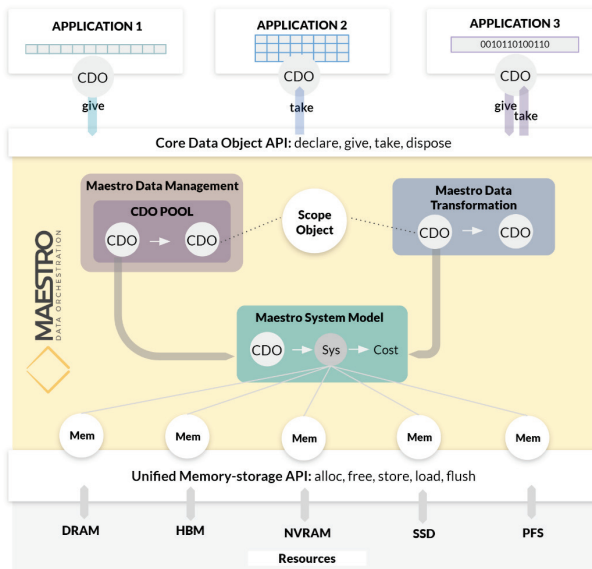 APPLICATION 1
APPLICATION 2
APPLICATION 3
0010110100110
CDO
CDO
CDO
give
take
give
take
Core Data Object API: declare, give, take, dispose
Maestro Data Management
CDO POOL
CDO
CDO
Scope
Object
Maestro Data
Transformation
CDO
CDO
MAESTRO
DATA ORCHESTRATION
Maestro System Model
CDO
Sys
Cost
Mem
Mem
Mem
Mem
Mem
Unified Memory-storage API: alloc, free, store, load, flush
DRAM
HBM
NVRAM
SSD
PFS
Resources